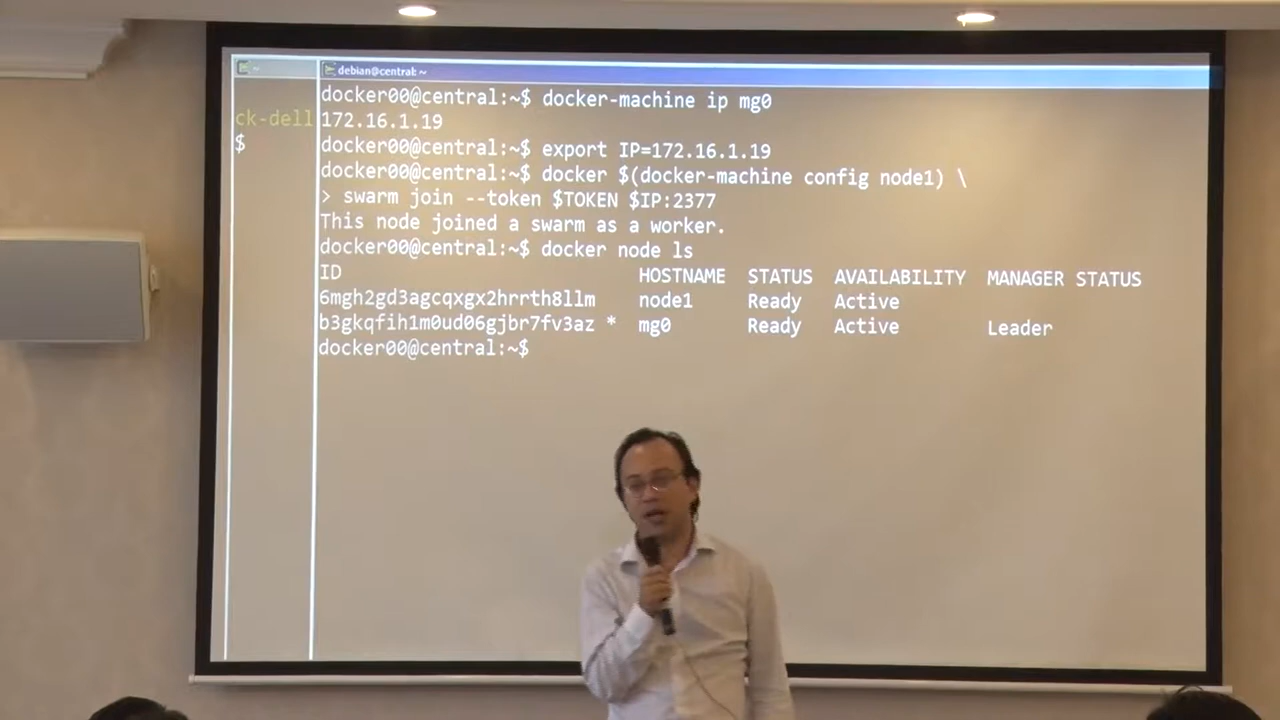 ~
debian@central: ~
docker00@central:~$ docker-machine ip mg0
ck-dell
172.16.1.19
$
docker00@central:~$ export IP=172.16.1.19
docker00@central:~$ docker $(docker-machine config node1) \
> swarm join --token $TOKEN $IP:2377
This node joined a swarm as a worker.
docker00@central:~$ docker node ls
ID HOSTNAME STATUS AVAILABILITY MANAGER STATUS
6mgh2gd3agcqxgx2hrrth8llm node1 Ready Active
b3gkqfih1m0ud06gjbr7fv3az * mg0 Ready Active Leader
docker00@central:~$